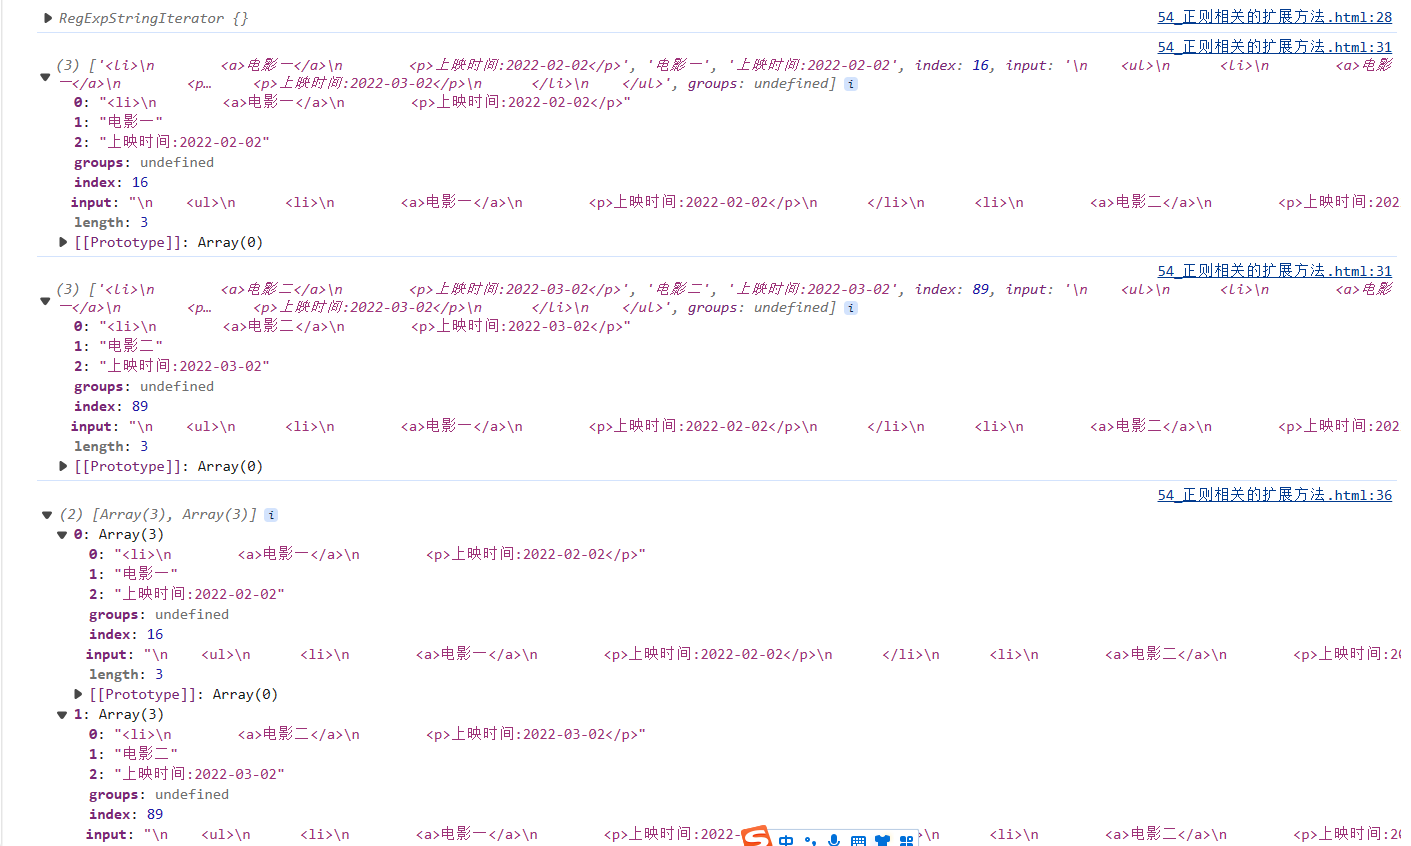 RegExpStringIterator {}
54_正则相关的扩展方法.html:28
54_正则相关的扩展方法.html:31
(3) ['<li>\n        <a>电影一</a>\n        <p>上映时间:2022-02-02</p>', '电影一', '上映时间:2022-02-02', index: 16, input: '\n    <ul>\n      <li>\n        <a>电影
一</a>\n        <p…     <p>上映时间:2022-03-02</p>\n      </li>\n    </ul>', groups: undefined]
0: "<li>\n        <a>电影一</a>\n        <p>上映时间:2022-02-02</p>"
1: "电影一"
2: "上映时间:2022-02-02"
groups: undefined
index: 16
input: "\n    <ul>\n      <li>\n        <a>电影一</a>\n        <p>上映时间:2022-02-02</p>\n      </li>\n      <li>\n        <a>电影二</a>\n        <p>上映时间:202
length: 3
[[Prototype]]: Array(0)
54_正则相关的扩展方法.html:31
(3) ['<li>\n        <a>电影二</a>\n        <p>上映时间:2022-03-02</p>', '电影二', '上映时间:2022-03-02', index: 89, input: '\n    <ul>\n      <li>\n        <a>电影
一</a>\n        <p…     <p>上映时间:2022-03-02</p>\n      </li>\n    </ul>', groups: undefined]
0: "<li>\n        <a>电影二</a>\n        <p>上映时间:2022-03-02</p>"
1: "电影二"
2: "上映时间:2022-03-02"
groups: undefined
index: 89
input: "\n    <ul>\n      <li>\n        <a>电影一</a>\n        <p>上映时间:2022-02-02</p>\n      </li>\n      <li>\n        <a>电影二</a>\n        <p>上映时间:202
length: 3
[[Prototype]]: Array(0)
54_正则相关的扩展方法.html:36
(2) [Array(3), Array(3)]
0: Array(3)
0: "<li>\n        <a>电影一</a>\n        <p>上映时间:2022-02-02</p>"
1: "电影一"
2: "上映时间:2022-02-02"
groups: undefined
index: 16
input: "\n    <ul>\n      <li>\n        <a>电影一</a>\n        <p>上映时间:2022-02-02</p>\n      </li>\n      <li>\n        <a>电影二</a>\n        <p>上映时间:2
length: 3
[[Prototype]]: Array(0)
1: Array(3)
0: "<li>\n        <a>电影二</a>\n        <p>上映时间:2022-03-02</p>"
1: "电影二"
2: "上映时间:2022-03-02"
groups: undefined
index: 89
input: "\n    <ul>\n      <li>\n        <a>电影一</a>\n        <p>上映时间:2022- 中 \n      <li>\n        <a>电影二</a>\n        <p>上映时间:2